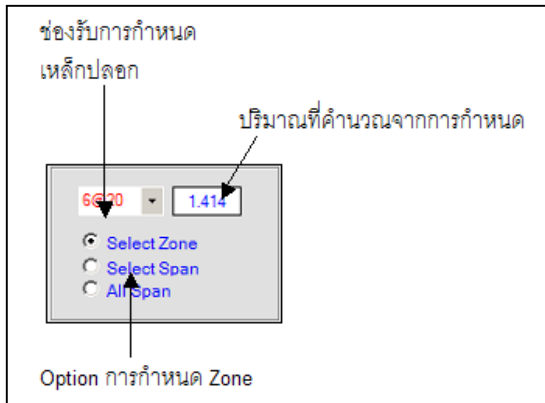 ช่องรับการกำหนด
เหล็กปลอก
ปริมาณที่คำนวณจากการกำหนด
6@20 1.414
Select Zone
Select Span
All Span
Option การกำหนด Zone